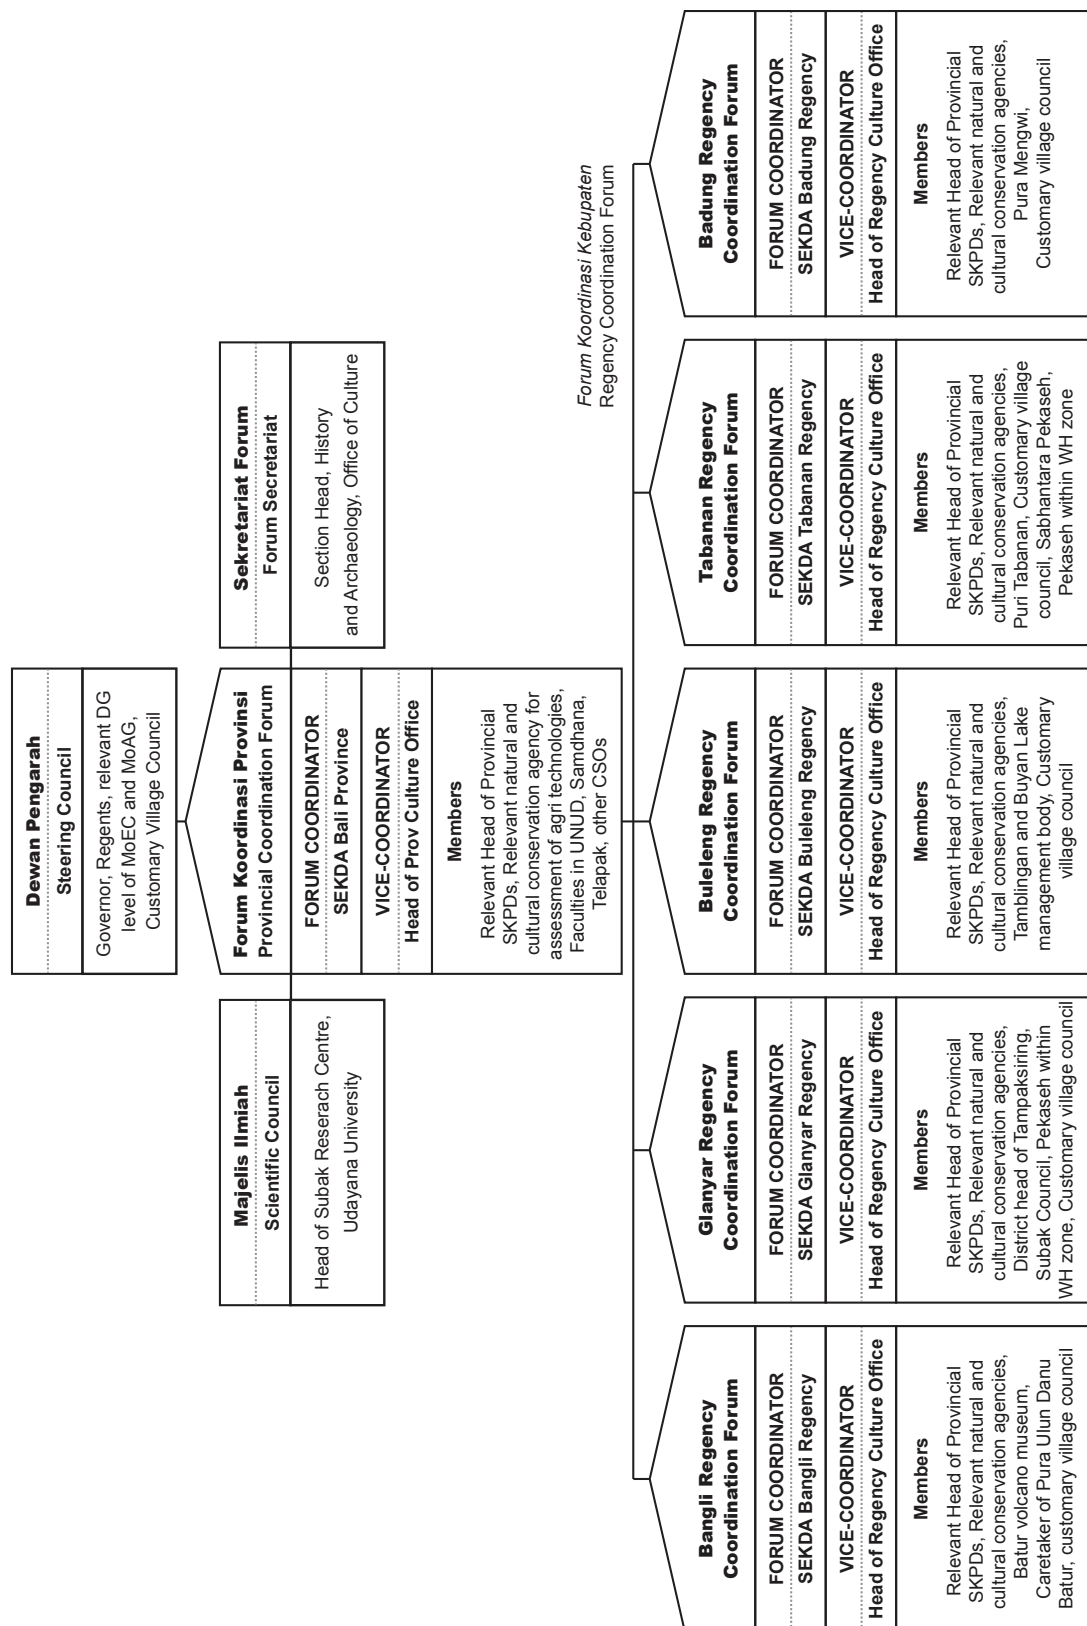 Dewan Pengarah
Steering Council
Governor, Regents, relevant DG
level of MoEC and MoAG,
Customary Village Council
Majelis Ilmiah
Scientific Council
Head of Subak Reserach Centre,
Udayana University
Forum Koordinasi Provinsi
Provincial Coordination Forum
FORUM COORDINATOR
SEKDA Bali Province
VICE-COORDINATOR
Head of Prov Culture Office
Members
Relevant Head of Provincial
SKPDs, Relevant natural and
cultural conservation agency for
assessment of agri technologies,
Faculties in UNUD, Samdhana,
Telapak, other CSOs
Sekretariat Forum
Forum Secretariat
Section Head, History
and Archaeology, Office of Culture
Forum Koordinasi Kebupaten
Regency Coordination Forum
Bangli Regency
Coordination Forum
FORUM COORDINATOR
SEKDA Bangli Regency
VICE-COORDINATOR
Head of Regency Culture Office
Members
Relevant Head of Provincial
SKPDs, Relevant natural and
cultural conservation agencies,
Batur volcano museum,
Caretaker of Pura Ulun Danu
Batur, customary village council
Glanyar Regency
Coordination Forum
FORUM COORDINATOR
SEKDA Glanyar Regency
VICE-COORDINATOR
Head of Regency Culture Office
Members
Relevant Head of Provincial
SKPDs, Relevant natural and
cultural conservation agencies,
District head of Tampaksiring,
Subak Council, Pekaseh within
WH zone, Customary village council
Buleleng Regency
Coordination Forum
FORUM COORDINATOR
SEKDA Buleleng Regency
VICE-COORDINATOR
Head of Regency Culture Office
Members
Relevant Head of Provincial
SKPDs, Relevant natural and
cultural conservation agencies,
Tamblingan and Buyan Lake
management body, Customary
village council
Tabanan Regency
Coordination Forum
FORUM COORDINATOR
SEKDA Tabanan Regency
VICE-COORDINATOR
Head of Regency Culture Office
Members
Relevant Head of Provincial
SKPDs, Relevant natural and
cultural conservation agencies,
Puri Tabanan, Customary village
council, Sabhantara Pekaseh,
Pekaseh within WH zone
Badung Regency
Coordination Forum
FORUM COORDINATOR
SEKDA Badung Regency
VICE-COORDINATOR
Head of Regency Culture Office
Members
Relevant Head of Provincial
SKPDs, Relevant natural and
cultural conservation agencies,
Pura Mengwi,
Customary village council